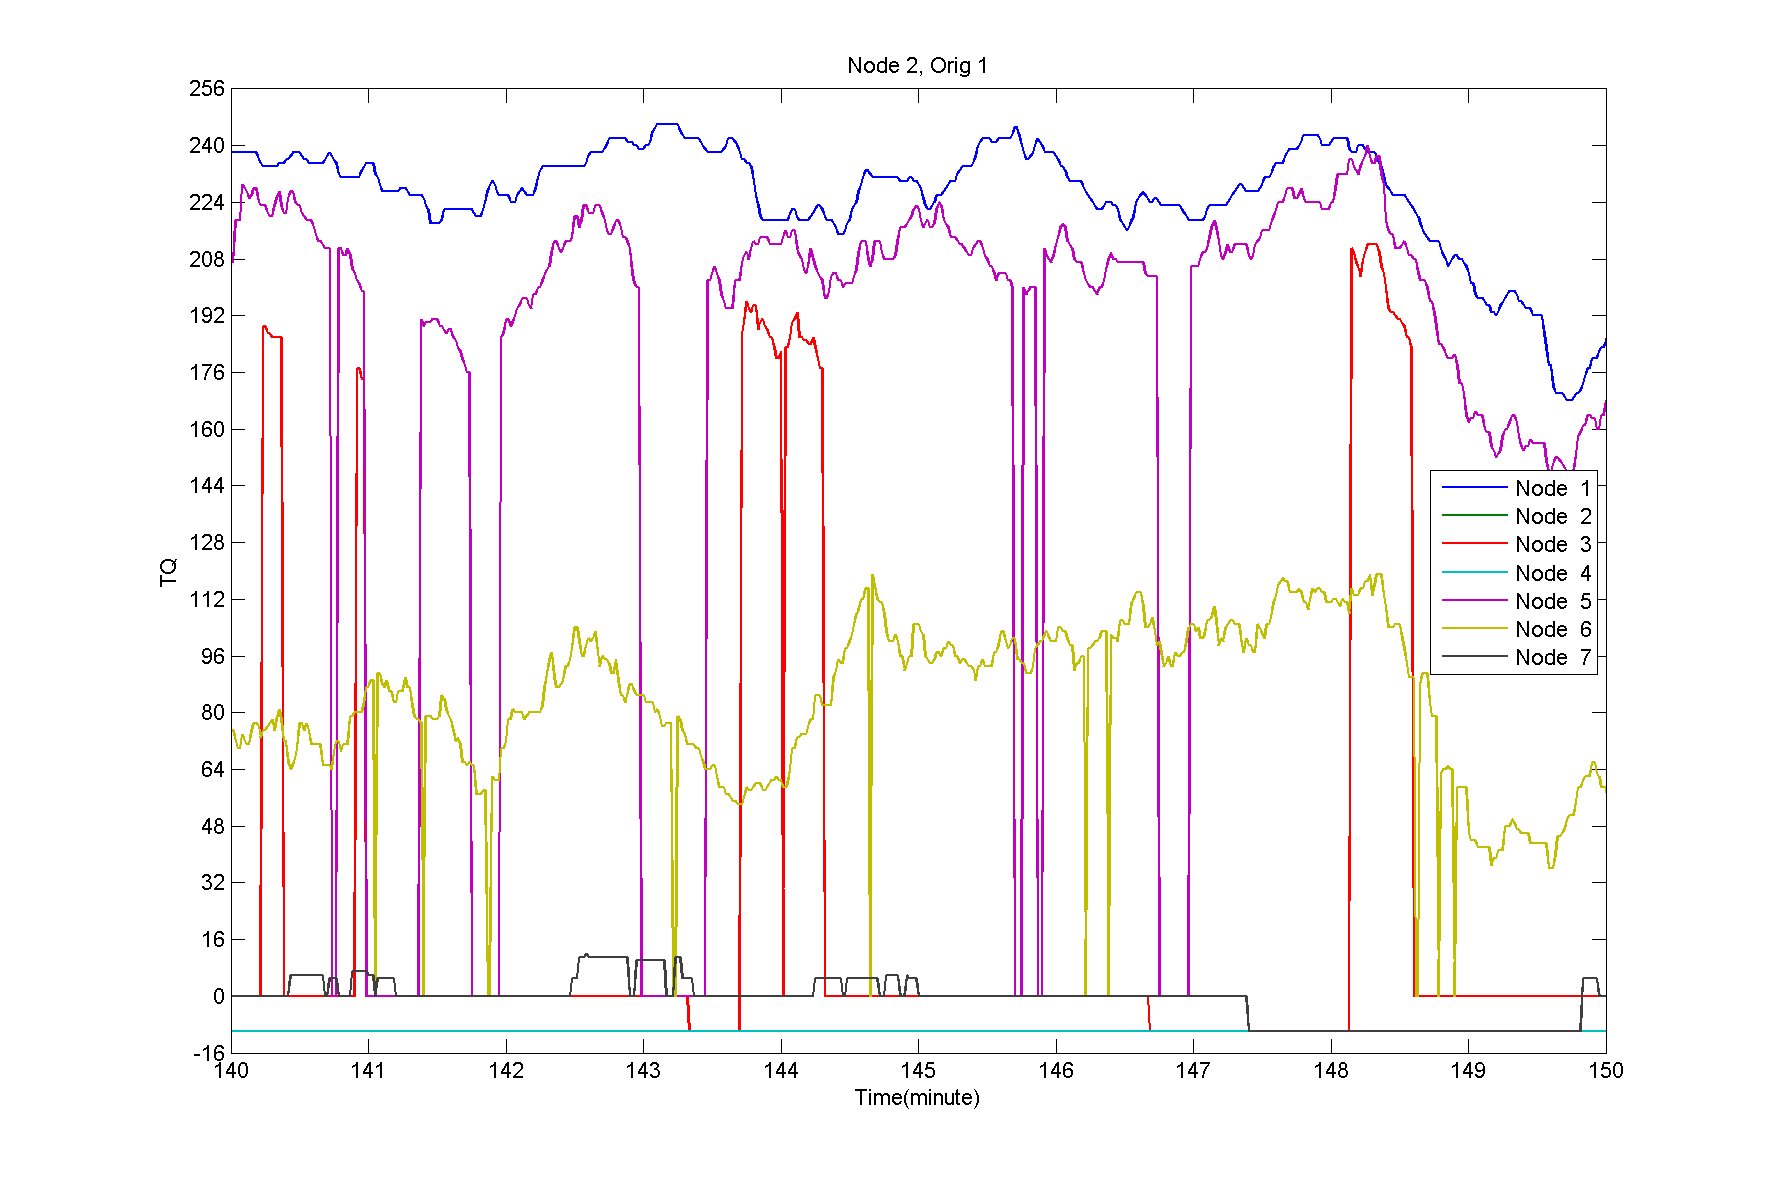 Node 2, Orig 1
256
240
224
208
192
176
160
144
128
112
96
80
64
48
32
16
0
-16
TQ
Node 1
Node 2
Node 3
Node 4
Node 5
Node 6
Node 7
140 141 142 143 144 145 146 147 148 149 150
Time(minute)